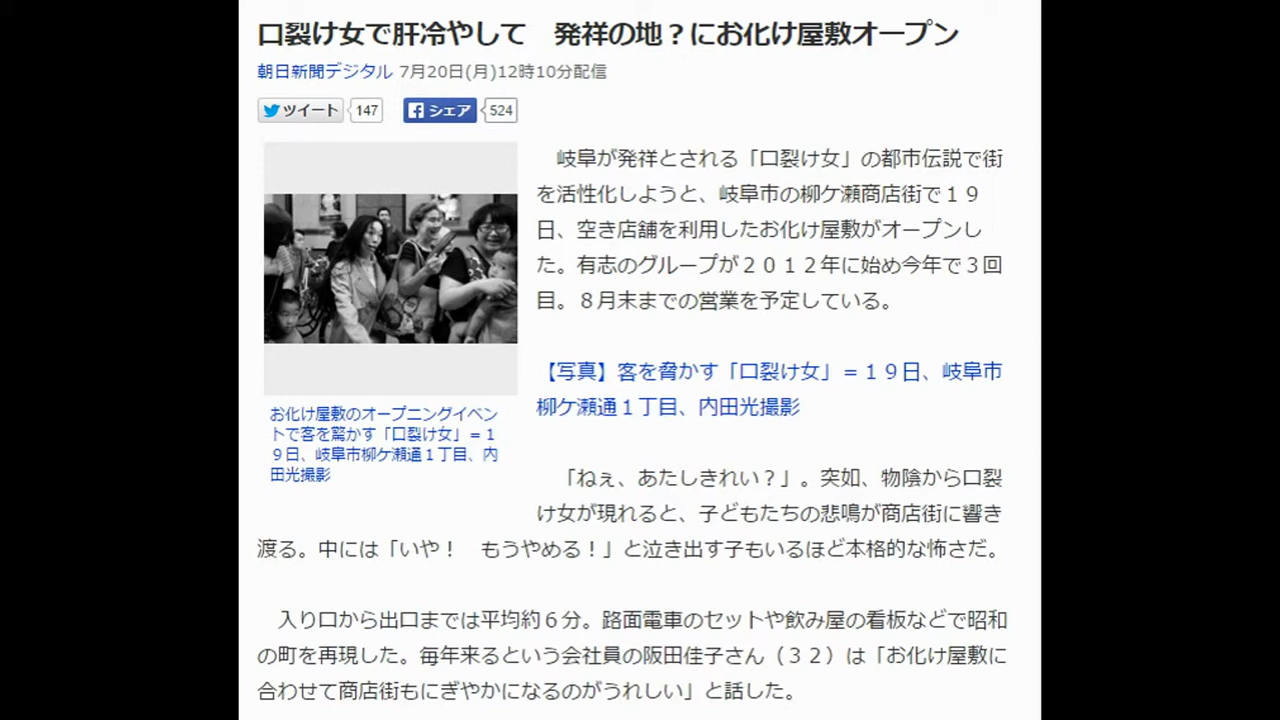 口裂け女で肝冷やして　発祥の地？にお化け屋敷オープン
朝日新聞デジタル 7月20日(月)12時10分配信
ツイート 147 シェア 524
　岐阜が発祥とされる「口裂け女」の都市伝説で街
を活性化しようと、岐阜市の柳ケ瀬商店街で１９
日、空き店舗を利用したお化け屋敷がオープンし
た。有志のグループが２０１２年に始め今年で３回
目。８月末までの営業を予定している。
【写真】客を脅かす「口裂け女」＝１９日、岐阜市
柳ケ瀬通１丁目、内田光撮影
お化け屋敷のオープニングイベン
トで客を驚かす「口裂け女」＝１
９日、岐阜市柳ケ瀬通１丁目、内
田光撮影
　「ねぇ、あたしきれい？」。突如、物陰から口裂
け女が現れると、子どもたちの悲鳴が商店街に響き
渡る。中には「いや！　もうやめる！」と泣き出す子もいるほど本格的な怖さだ。
　入り口から出口までは平均約６分。路面電車のセットや飲み屋の看板などで昭和
の町を再現した。毎年来るという会社員の阪田佳子さん（３２）は「お化け屋敷に
合わせて商店街もにぎやかになるのがうれしい」と話した。